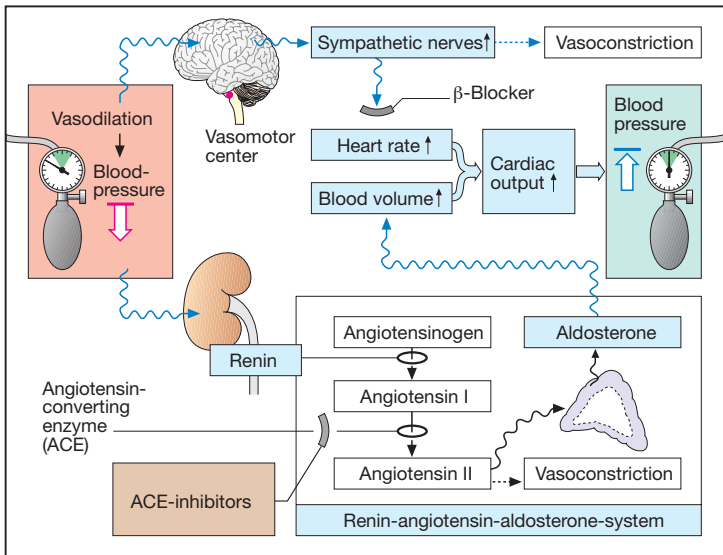 Sympathetic nerves
Vasoconstriction
β-Blocker
Vasomotor
center
Vasodilation
Blood-
pressure
Heart rate
Blood volume
Cardiac
output
Blood
pressure
Renin
Angiotensinogen
Angiotensin I
Angiotensin II
Aldosterone
Vasoconstriction
Angiotensin-
converting
enzyme
(ACE)
ACE-inhibitors
Renin-angiotensin-aldosterone-system